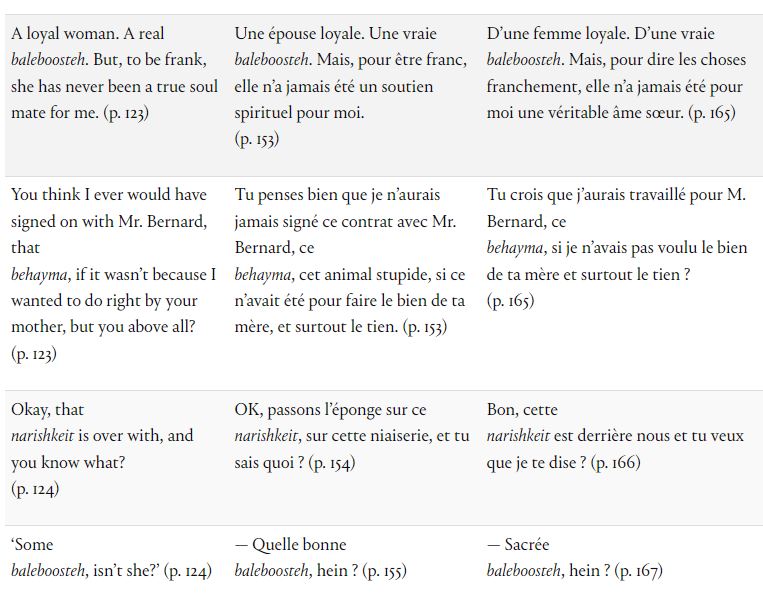 A loyal woman. A real
baleboosteh. But, to be frank,
she has never been a true soul
mate for me. (p. 123)
Une épouse loyale. Une vraie
baleboosteh. Mais, pour être franc,
elle n’a jamais été un soutien
spirituel pour moi.
(p. 153)
D’une femme loyale. D’une vraie
baleboosteh. Mais, pour dire les choses
franchement, elle n’a jamais été pour
moi une véritable âme sœur. (p. 165)
You think I ever would have
signed on with Mr. Bernard,
that
behayma, if it wasn’t because I
wanted to do right by your
mother, but you above all?
(p. 123)
Tu penses bien que je n’aurais
jamais signé ce contrat avec Mr.
Bernard, ce
behayma, cet animal stupide, si ce
n’avait été pour faire le bien de ta
mère, et surtout le tien. (p. 153)
Tu crois que j’aurais travaillé pour M.
Bernard, ce
behayma, si je n’avais pas voulu le bien
de ta mère et surtout le tien ?
(p. 165)
Okay, that
narishkeit is over with, and
you know what?
(p. 124)
OK, passons l’éponge sur ce
narishkeit, sur cette niaiserie, et tu
sais quoi ? (p. 154)
Bon, cette
narishkeit est derrière nous et tu veux
que je te dise ? (p. 166)
‘Some
baleboosteh, isn’t she?’ (p. 124)
— Quelle bonne
baleboosteh, hein ? (p. 155)
— Sacrée
baleboosteh, hein ? (p. 167)